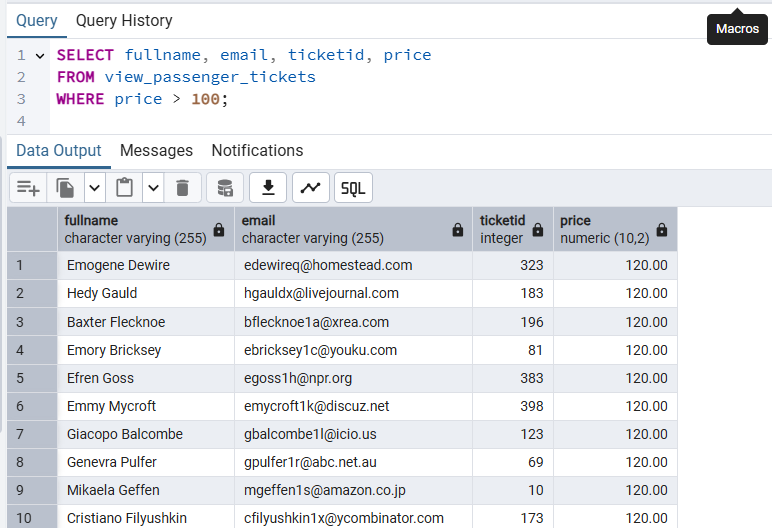 Query Query History
Macros
1 SELECT fullname, email, ticketid, price
2 FROM view_passenger_tickets
3 WHERE price > 100;
4
Data Output Messages Notifications
SQL
fullname email ticketid price
character varying (255) character varying (255) integer numeric (10,2)
1 Emogene Dewire edewireq@homestead.com 323 120.00
2 Hedy Gauld hgauldx@livejournal.com 183 120.00
3 Baxter Flecknoe bflecknoe1a@xrea.com 196 120.00
4 Emory Bricksey ebricksey1c@youku.com 81 120.00
5 Efren Goss egoss1h@npr.org 383 120.00
6 Emmy Mycroft emycroft1k@discuz.net 398 120.00
7 Giacopo Balcombe gbalcombe1l@icio.us 123 120.00
8 Genevra Pulfer gpulfer1r@abc.net.au 69 120.00
9 Mikaela Geffen mgeffen1s@amazon.co.jp 10 120.00
10 Cristiano Filyushkin cfilyushkin1x@ycombinator.com 173 120.00